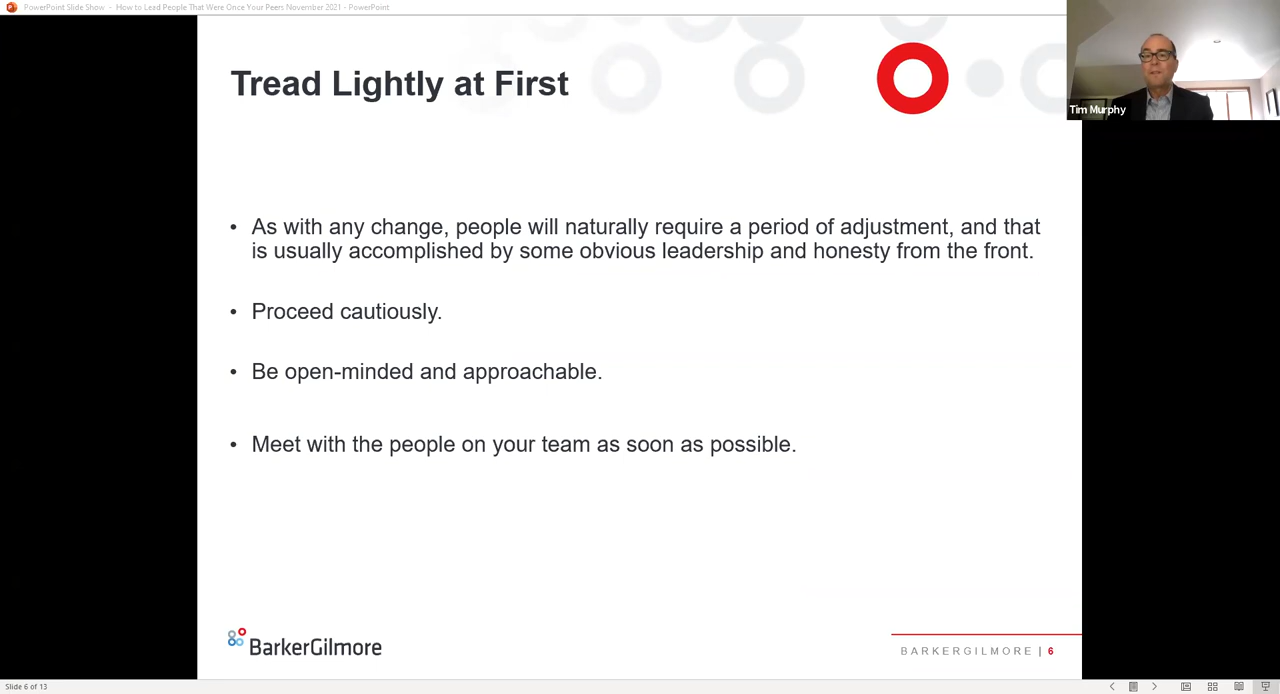 PowerPoint Slide Show - How to Lead People That Were Once Your Peers November 2021 - PowerPoint
Tread Lightly at First
Tim Murphy
• As with any change, people will naturally require a period of adjustment, and that
is usually accomplished by some obvious leadership and honesty from the front.
• Proceed cautiously.
• Be open-minded and approachable.
• Meet with the people on your team as soon as possible.
BarkerGilmore
BARKERGILMORE | 6
Slide 6 of 13